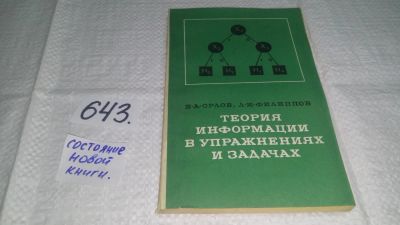 643.
СОСТОЯНИЕ
НОВОЙ
КНИГИ.
В.А.ОРЛОВ, Л.И.ФИЛИППОВ
ТЕОРИЯ
ИНФОРМАЦИИ
В УПРАЖНЕНИЯХ
И ЗАДАЧАХ